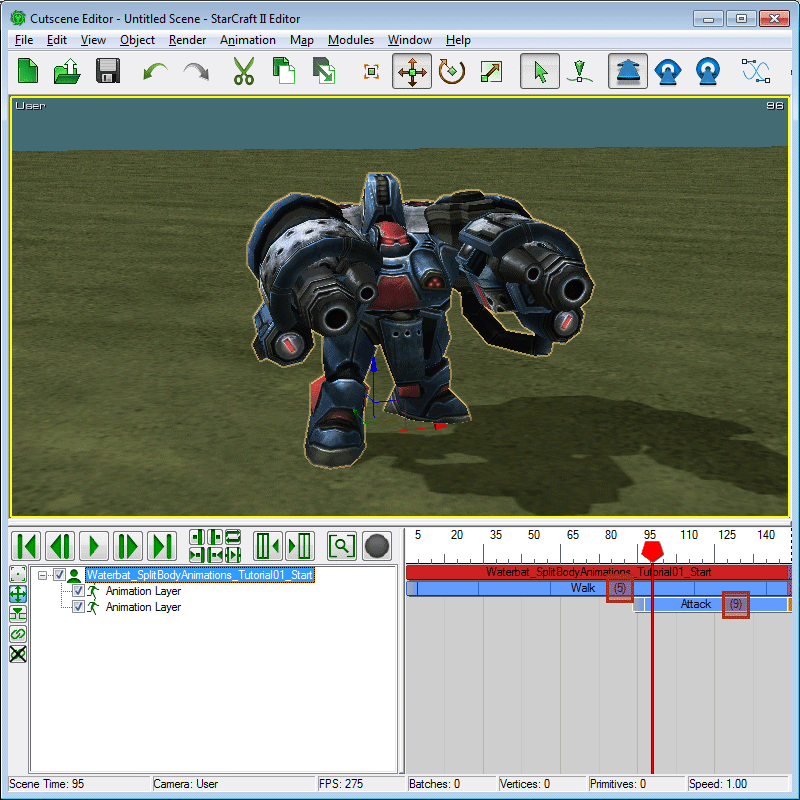 Cutscene Editor - Untitled Scene - StarCraft II Editor
File Edit View Object Render Animation Map Modules Window Help
User 96
5 20 35 50 65 80 95 110 125 140
Waterbat_SplitBodyAnimations_Tutorial01_Start
Waterbat_SplitBodyAnimations_Tutorial01_Start
Animation Layer
Walk (5)
Animation Layer
Attack (9)
Scene Time: 95 Camera: User FPS: 275 Batches: 0 Vertices: 0 Primitives: 0 Speed: 1.00